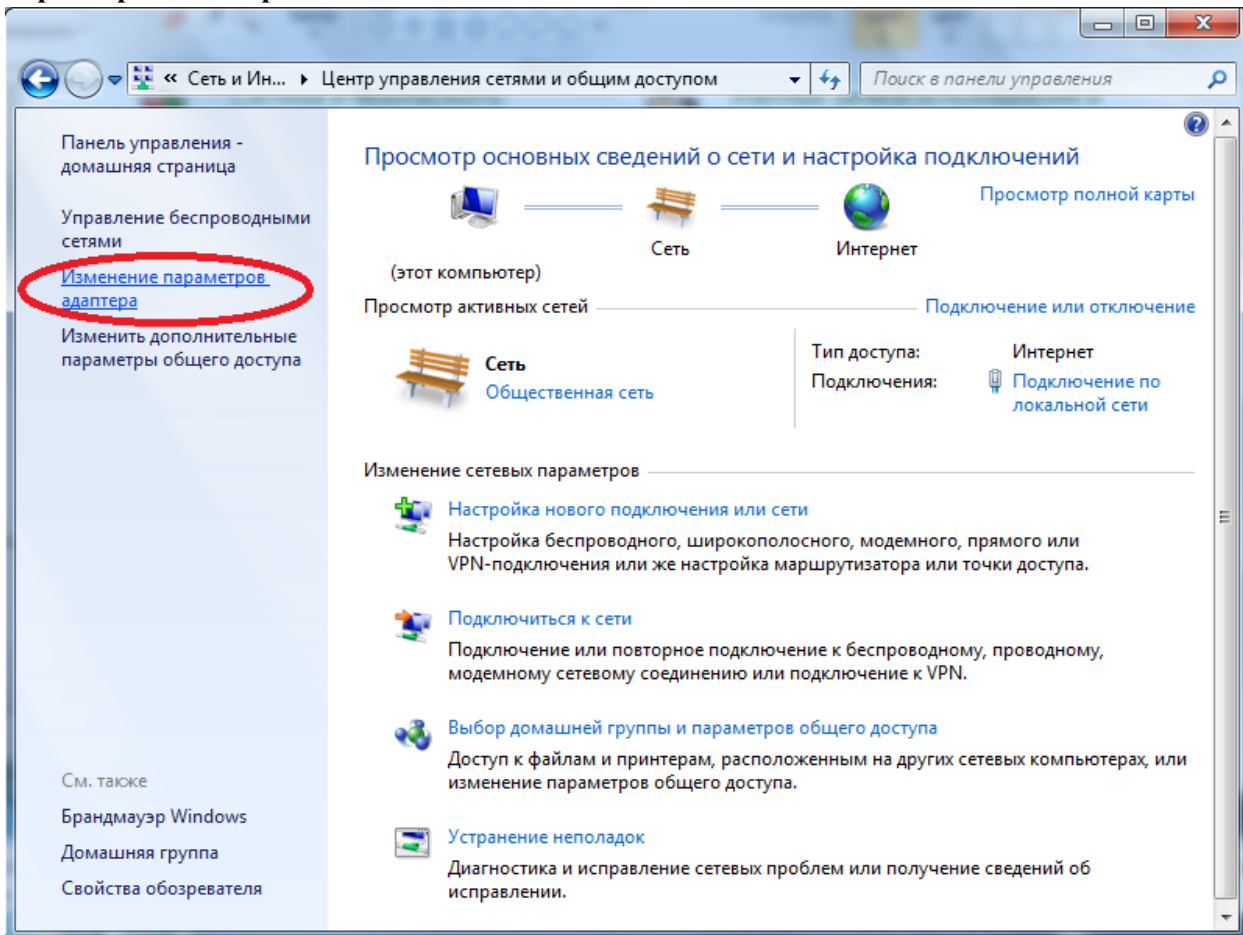 « Сеть и Ин... Центр управления сетями и общим доступом
Поиск в панели управления
Панель управления -
домашняя страница
Управление беспроводными
сетями
Изменение параметров
адаптера
Изменить дополнительные
параметры общего доступа
См. также
Брандмауэр Windows
Домашняя группа
Свойства обозревателя
Просмотр основных сведений о сети и настройка подключений
Просмотр полной карты
Сеть
Интернет
(этот компьютер)
Просмотр активных сетей
Подключение или отключение
Сеть
Общественная сеть
Тип доступа: Интернет
Подключения: Подключение по
локальной сети
Изменение сетевых параметров
Настройка нового подключения или сети
Настройка беспроводного, широкополосного, модемного, прямого или
VPN-подключения или же настройка маршрутизатора или точки доступа.
Подключиться к сети
Подключение или повторное подключение к беспроводному, проводному,
модемному сетевому соединению или подключение к VPN.
Выбор домашней группы и параметров общего доступа
Доступ к файлам и принтерам, расположенным на других сетевых компьютерах, или
изменение параметров общего доступа.
Устранение неполадок
Диагностика и исправление сетевых проблем или получение сведений об
исправлении.